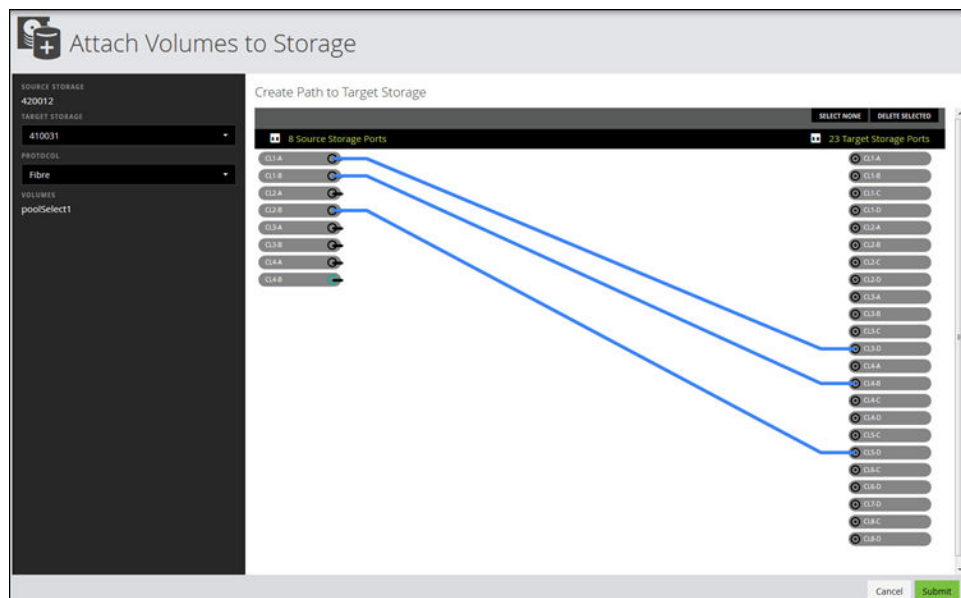 Attach Volumes to Storage
SOURCE STORAGE
420012
TARGET STORAGE
410031
PROTOCOL
Fibre
VOLUMES
poolSelect1
Create Path to Target Storage
SELECT NONE DELETE SELECTED
8 Source Storage Ports 23 Target Storage Ports
CL1-A CL1-A
CL1-B CL1-B
CL2-A CL1-C
CL2-B CL1-D
CL3-A CL2-A
CL3-B CL2-B
CL4-A CL2-C
CL4-B CL2-D
CL3-A
CL3-B
CL3-C
CL3-D
CL4-A
CL4-B
CL4-C
CL4-D
CL5-C
CL5-D
CL6-C
CL6-D
CL7-D
CL8-C
CL8-D
Cancel Submit